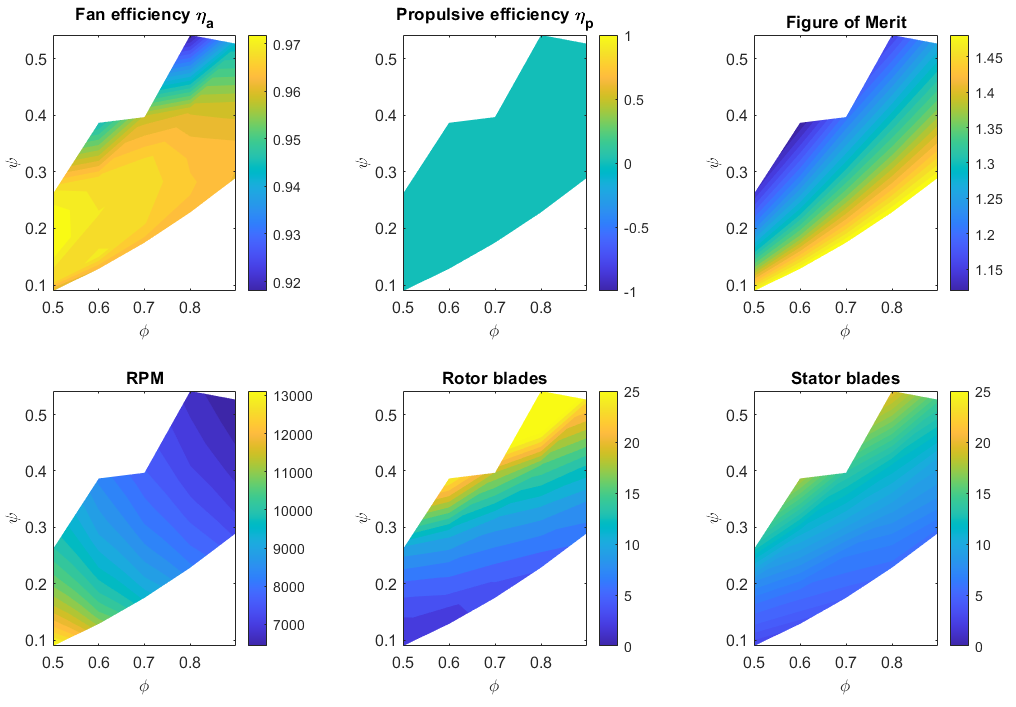 Fan efficiency ηa
Propulsive efficiency ηp
Figure of Merit
0.5
0.4
0.3
0.2
0.1
ψ
0.5 0.6 0.7 0.8
ϕ
0.97
0.96
0.95
0.94
0.93
0.92
0.5
0.4
0.3
0.2
0.1
ψ
0.5 0.6 0.7 0.8
ϕ
1
0.5
0
-0.5
-1
0.5
0.4
0.3
0.2
0.1
ψ
0.5 0.6 0.7 0.8
ϕ
1.45
1.4
1.35
1.3
1.25
1.2
1.15
RPM
Rotor blades
Stator blades
0.5
0.4
0.3
0.2
0.1
ψ
0.5 0.6 0.7 0.8
ϕ
13000
12000
11000
10000
9000
8000
7000
0.5
0.4
0.3
0.2
0.1
ψ
0.5 0.6 0.7 0.8
ϕ
25
20
15
10
5
0
0.5
0.4
0.3
0.2
0.1
ψ
0.5 0.6 0.7 0.8
ϕ
25
20
15
10
5
0